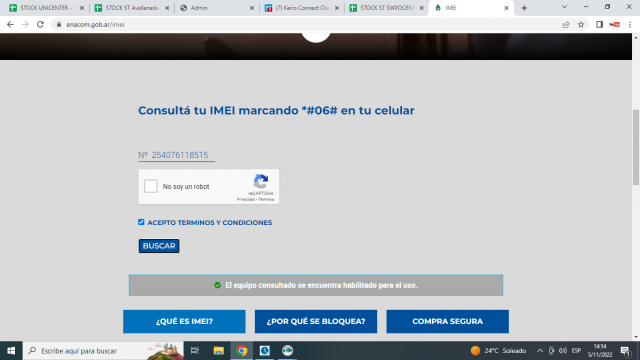 STOCK UNICENTER -
STOCK ST Avellaneda
Admin
(7) Kerio Connect Clie
STOCK ST SWPOCENT
IMEI
enacom.gob.ar/imei
Consultá tu IMEI marcando *#06# en tu celular
Nº 254076118515
No soy un robot
reCAPTCHA
Privacidad - Términos
ACEPTO TERMINOS Y CONDICIONES
BUSCAR
El equipo consultado se encuentra habilitado para el uso.
¿QUÉ ES IMEI?
¿POR QUÉ SE BLOQUEA?
COMPRA SEGURA
Escribe aquí para buscar
24°C Soleado
ESP
14:54
5/11/2022